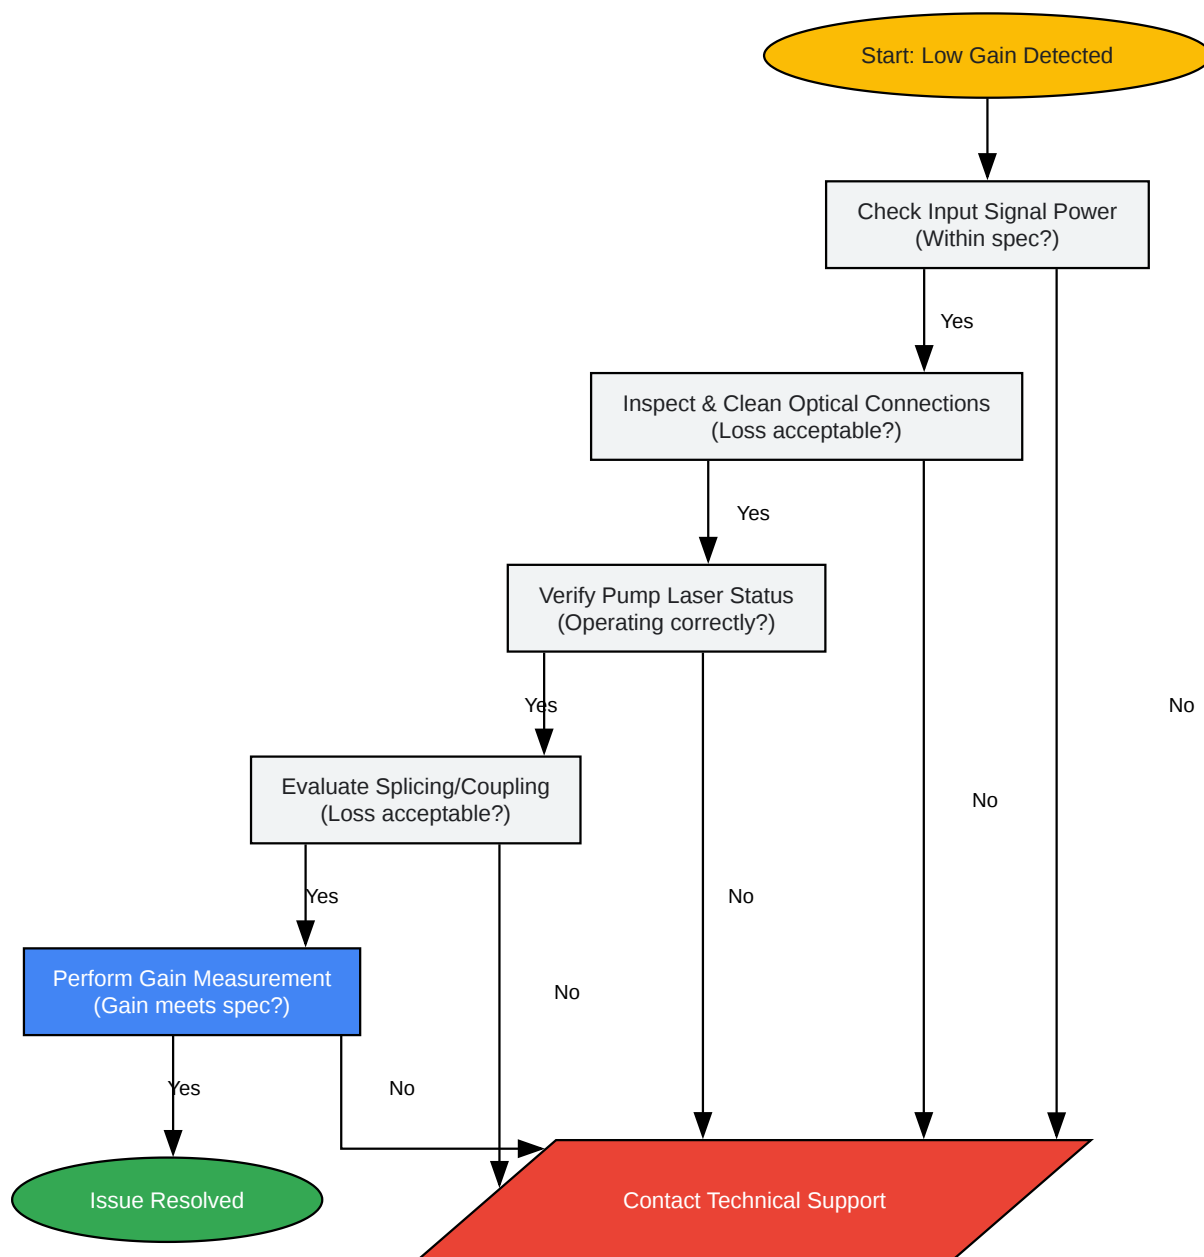 Start: Low Gain Detected
Check Input Signal Power
(Within spec?)
Yes
Inspect & Clean Optical Connections
(Loss acceptable?)
Yes
Verify Pump Laser Status
(Operating correctly?)
Yes
No
Evaluate Splicing/Coupling
(Loss acceptable?)
No
Yes
No
Perform Gain Measurement
(Gain meets spec?)
No
Yes
No
Issue Resolved
Contact Technical Support